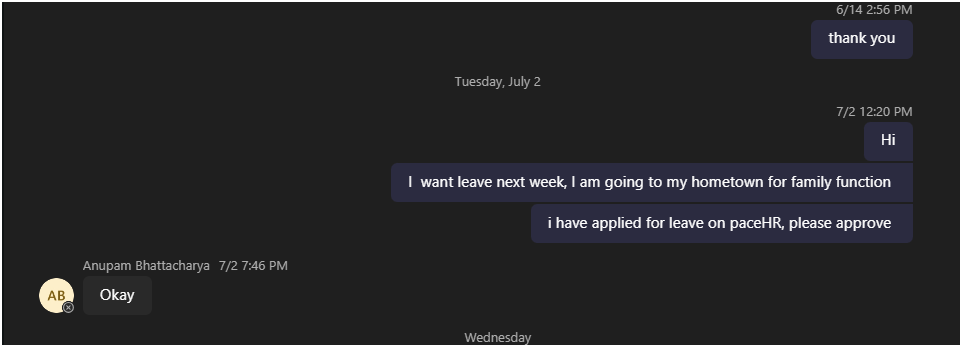 6/14 2:56 PM
thank you
Tuesday, July 2
7/2 12:20 PM
Hi
I  want leave next week, I am going to my hometown for family function
i have applied for leave on paceHR, please approve
Anupam Bhattacharya 7/2 7:46 PM
AB
Okay
Wednesday